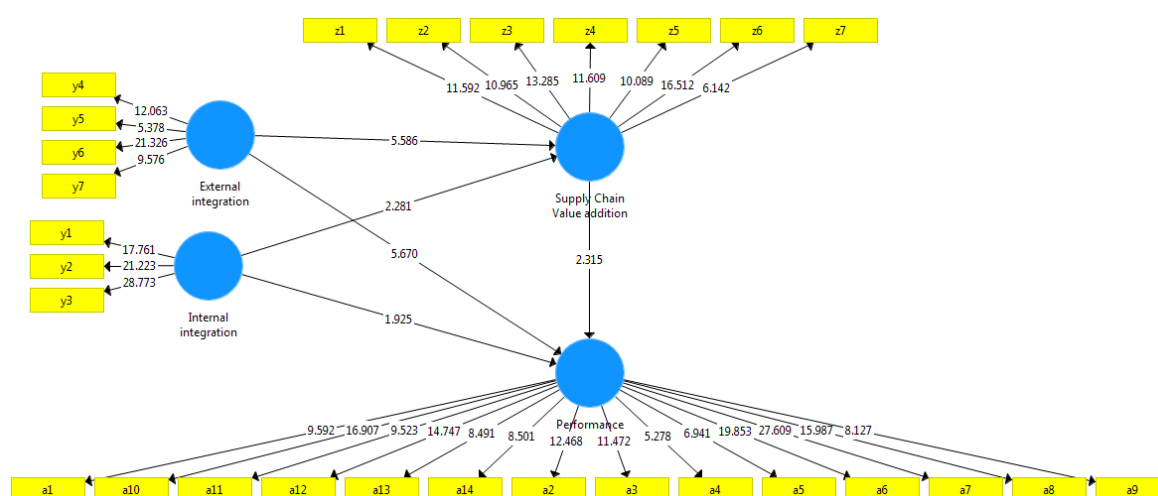 z1 z2 z3 z4 z5 z6 z7
11.592 10.965 13.285 11.609 10.089 16.512 6.142
y4
y5
y6
y7
12.063
5.378
21.326
9.576
External
integration
5.586
Supply Chain
Value addition
2.281
y1
y2
y3
17.761
21.223
28.773
Internal
integration
5.670
2.315
1.925
Performance
9.592 16.907 9.523 14.747 8.491 8.501 12.468 11.472 5.278 6.941 19.853 27.609 15.987 8.127
a1 a10 a11 a12 a13 a14 a2 a3 a4 a5 a6 a7 a8 a9